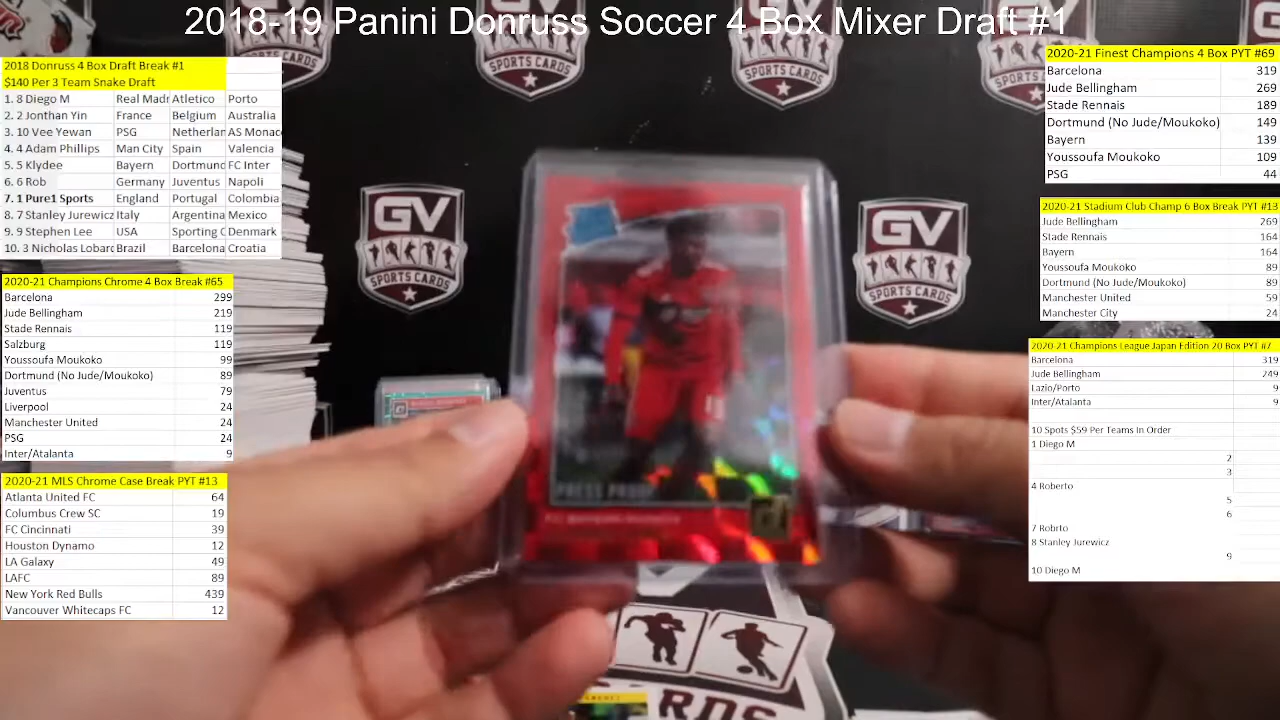 2018-19 Panini Donruss Soccer 4 Box Mixer Draft #1
2018 Donruss 4 Box Draft Break #1
$140 Per 3 Team Snake Draft
1. 8 Diego M Real Madr Atletico Porto
2. 2 Jonthan Yin France Belgium Australia
3. 10 Vee Yewan PSG Netherlan AS Monac
4. 4 Adam Phillips Man City Spain Valencia
5. 5 Klydee Bayern Dortmund FC Inter
6. 6 Rob Germany Juventus Napoli
7. 1 Pure1 Sports England Portugal Colombia
8. 7 Stanley Jurewicz Italy Argentina Mexico
9. 9 Stephen Lee USA Sporting C Denmark
10. 3 Nicholas Lobard Brazil Barcelona Croatia
2020-21 Champions Chrome 4 Box Break #65
Barcelona 299
Jude Bellingham 219
Stade Rennais 119
Salzburg 119
Youssoufa Moukoko 99
Dortmund (No Jude/Moukoko) 89
Juventus 79
Liverpool 24
Manchester United 24
PSG 24
Inter/Atalanta 9
2020-21 MLS Chrome Case Break PYT #13
Atlanta United FC 64
Columbus Crew SC 19
FC Cincinnati 39
Houston Dynamo 12
LA Galaxy 49
LAFC 89
New York Red Bulls 439
Vancouver Whitecaps FC 12
GV
SPORTS CARDS
PRESS PROOF
GV
SPORTS CARDS
RDS
2020-21 Finest Champions 4 Box PYT #69
Barcelona 319
Jude Bellingham 269
Stade Rennais 189
Dortmund (No Jude/Moukoko) 149
Bayern 139
Youssoufa Moukoko 109
PSG 44
2020-21 Stadium Club Champ 6 Box Break PYT #13
Jude Bellingham 269
Stade Rennais 164
Bayern 164
Youssoufa Moukoko 89
Dortmund (No Jude/Moukoko) 89
Manchester United 59
Manchester City 24
2020-21 Champions League Japan Edition 20 Box PYT #7
Barcelona 319
Jude Bellingham 249
Lazio/Porto 9
Inter/Atalanta 9
10 Spots $59 Per Teams In Order
1 Diego M
2
3
4 Roberto
5
6
7 Robrto
8 Stanley Jurewicz
9
10 Diego M